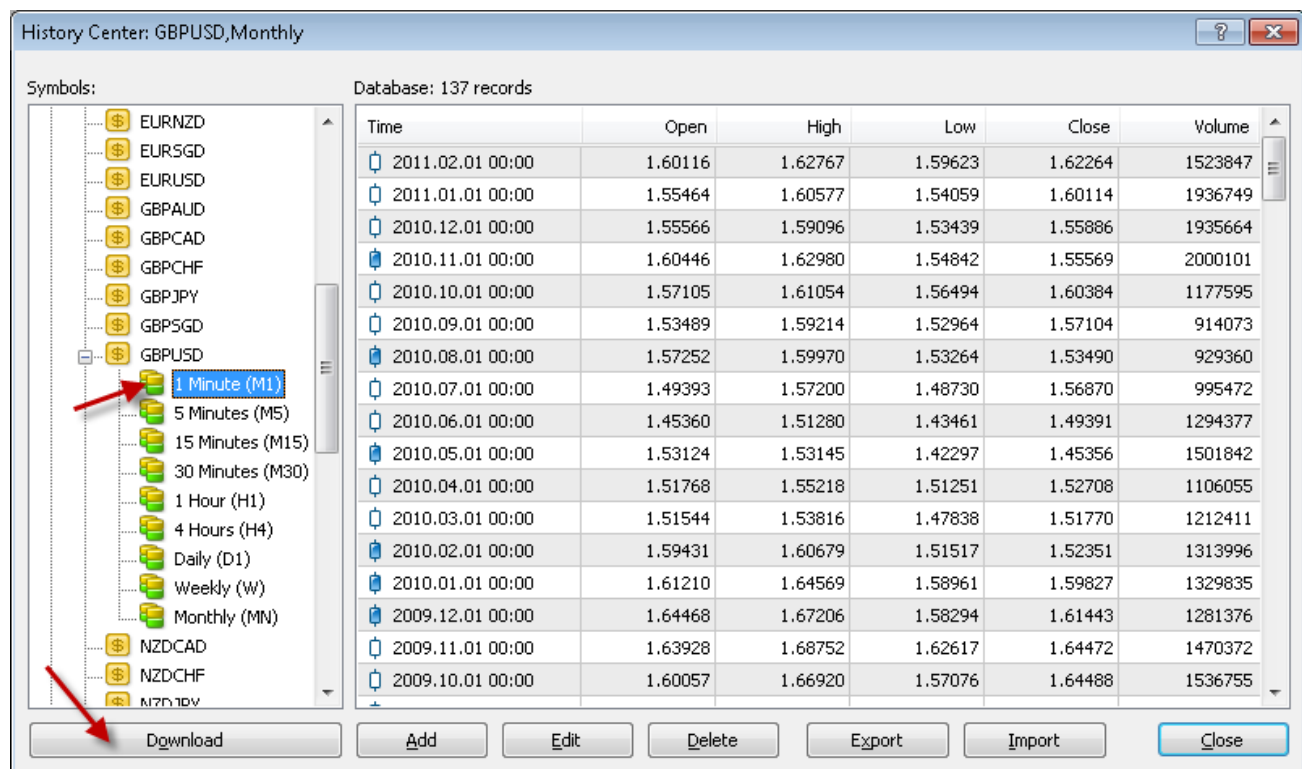 History Center: GBPUSD,Monthly
Symbols:
Database: 137 records
EURNZD
EURSGD
EURUSD
GBPAUD
GBPCAD
GBPCHF
GBPJPY
GBPSGD
GBPUSD
1 Minute (M1)
5 Minutes (M5)
15 Minutes (M15)
30 Minutes (M30)
1 Hour (H1)
4 Hours (H4)
Daily (D1)
Weekly (W)
Monthly (MN)
NZDCAD
NZDCHF
NZDJPY
Time Open High Low Close Volume
2011.02.01 00:00 1.60116 1.62767 1.59623 1.62264 1523847
2011.01.01 00:00 1.55464 1.60577 1.54059 1.60114 1936749
2010.12.01 00:00 1.55566 1.59096 1.53439 1.55886 1935664
2010.11.01 00:00 1.60446 1.62980 1.54842 1.55569 2000101
2010.10.01 00:00 1.57105 1.61054 1.56494 1.60384 1177595
2010.09.01 00:00 1.53489 1.59214 1.52964 1.57104 914073
2010.08.01 00:00 1.57252 1.59970 1.53264 1.53490 929360
2010.07.01 00:00 1.49393 1.57200 1.48730 1.56870 995472
2010.06.01 00:00 1.45360 1.51280 1.43461 1.49391 1294377
2010.05.01 00:00 1.53124 1.53145 1.42297 1.45356 1501842
2010.04.01 00:00 1.51768 1.55218 1.51251 1.52708 1106055
2010.03.01 00:00 1.51544 1.53816 1.47838 1.51770 1212411
2010.02.01 00:00 1.59431 1.60679 1.51517 1.52351 1313996
2010.01.01 00:00 1.61210 1.64569 1.58961 1.59827 1329835
2009.12.01 00:00 1.64468 1.67206 1.58294 1.61443 1281376
2009.11.01 00:00 1.63928 1.68752 1.62617 1.64472 1470372
2009.10.01 00:00 1.60057 1.66920 1.57076 1.64488 1536755
Download Add Edit Delete Export Import Close